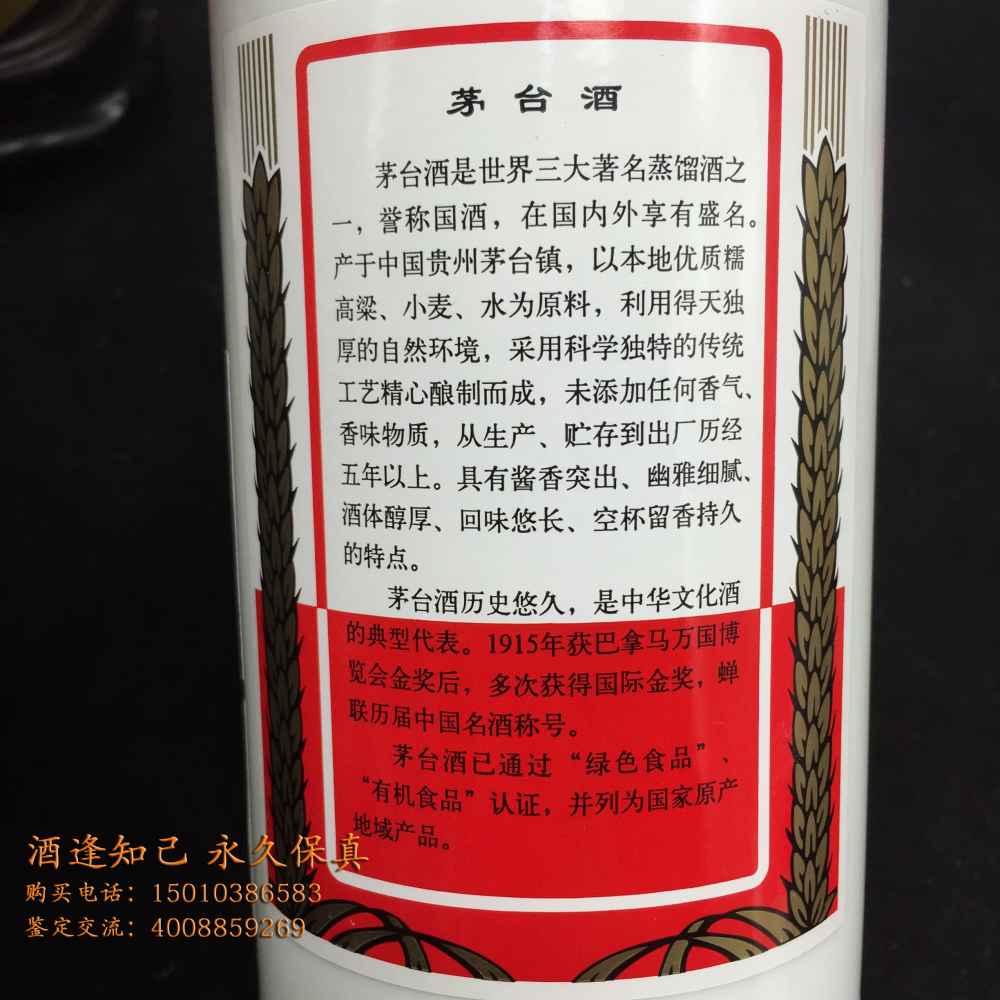 茅台酒
茅台酒是世界三大著名蒸馏酒之
一，誉称国酒，在国内外享有盛名。
产于中国贵州茅台镇，以本地优质糯
高粱、小麦、水为原料，利用得天独
厚的自然环境，采用科学独特的传统
工艺精心酿制而成，未添加任何香气、
香味物质，从生产、贮存到出厂历经
五年以上。具有酱香突出、幽雅细腻、
酒体醇厚、回味悠长、空杯留香持久
的特点。
茅台酒历史悠久，是中华文化酒
的典型代表。1915年获巴拿马万国博
览会金奖后，多次获得国际金奖，蝉
联历届中国名酒称号。
茅台酒已通过“绿色食品”、
“有机食品”认证，并列为国家原产
地域产品。
酒逢知己 永久保真
购买电话：15010386583
鉴定交流：4008859269